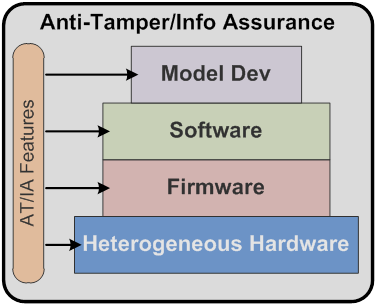 Anti-Tamper/Info Assurance
AT/IA Features
Model Dev
Software
Firmware
Heterogeneous Hardware